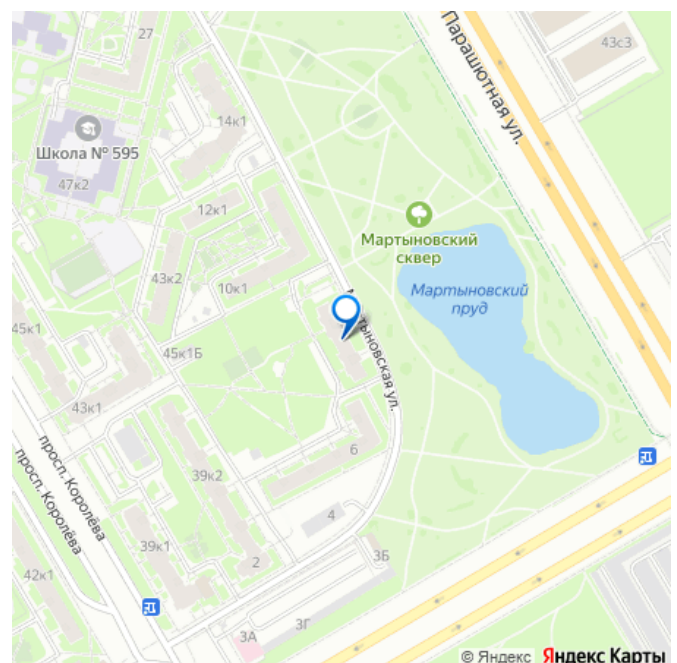 27
43с3
Парашютная ул.
14к1
Школа № 595
47к2
12к1
Мартыновский
сквер
43к2
10к1
Мартыновский
пруд
45к1
45к1Б
Мартыновская ул.
43к1
просп. Королёва
просп. Королёва
39к2
6
4
39к1
2
3Б
42к1
3А
3Г
© Яндекс Яндекс Карты